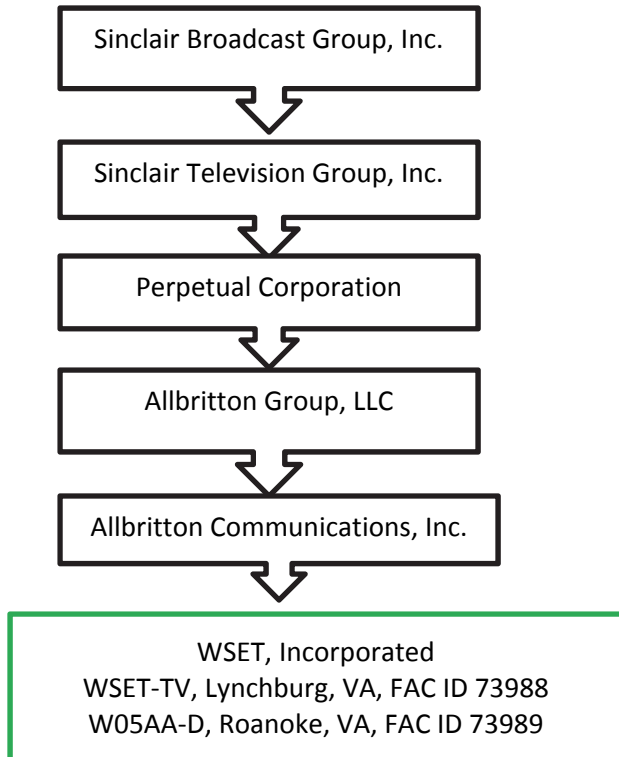 Sinclair Broadcast Group, Inc.
Sinclair Television Group, Inc.
Perpetual Corporation
Allbritton Group, LLC
Allbritton Communications, Inc.
WSET, Incorporated
WSET-TV, Lynchburg, VA, FAC ID 73988
W05AA-D, Roanoke, VA, FAC ID 73989